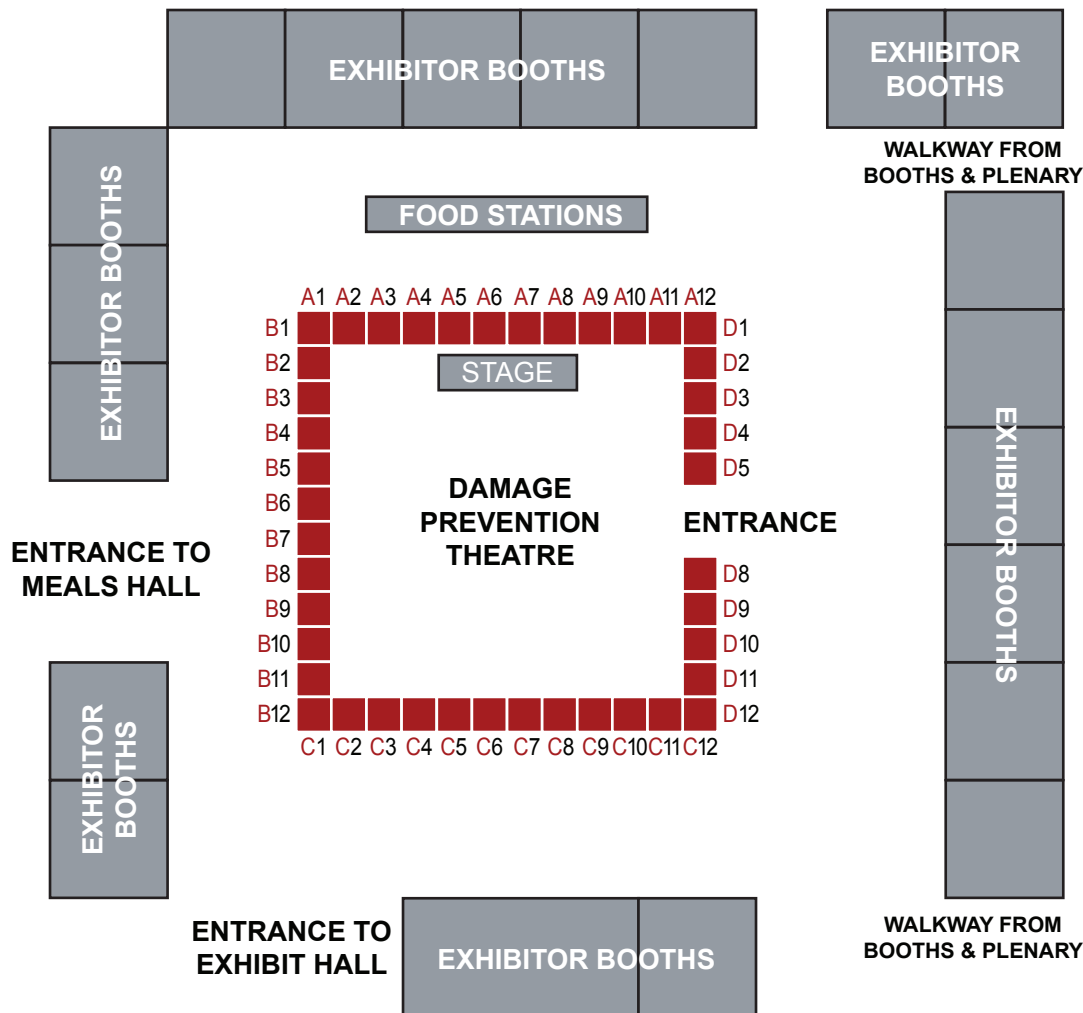 EXHIBITOR BOOTHS
EXHIBITOR
BOOTHS
WALKWAY FROM
BOOTHS & PLENARY
EXHIBITOR BOOTHS
FOOD STATIONS
A1 A2 A3 A4 A5 A6 A7 A8 A9 A10 A11 A12
B1 D1
B2 D2
STAGE
B3 D3
B4 D4
B5 D5
B6
B7
B8 D8
B9 D9
B10 D10
B11 D11
B12 D12
C1 C2 C3 C4 C5 C6 C7 C8 C9 C10 C11 C12
DAMAGE
PREVENTION
THEATRE
ENTRANCE
EXHIBITOR BOOTHS
ENTRANCE TO
MEALS HALL
EXHIBITOR
BOOTHS
ENTRANCE TO
EXHIBIT HALL
EXHIBITOR BOOTHS
WALKWAY FROM
BOOTHS & PLENARY